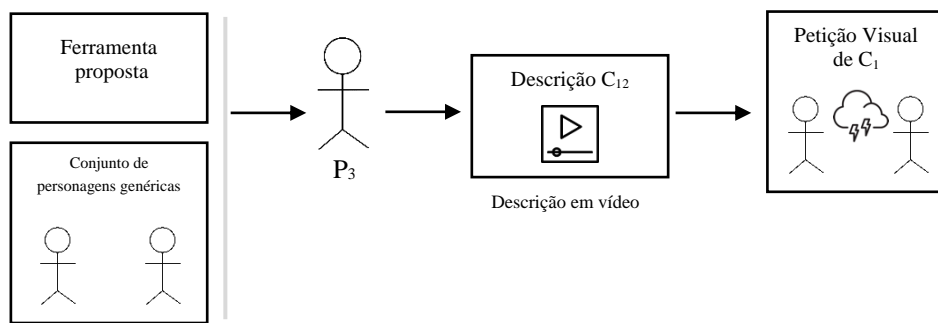 Ferramenta
proposta
Conjunto de
personagens genéricas
P₃
Descrição C₁₂
Descrição em vídeo
Petição Visual
de C₁